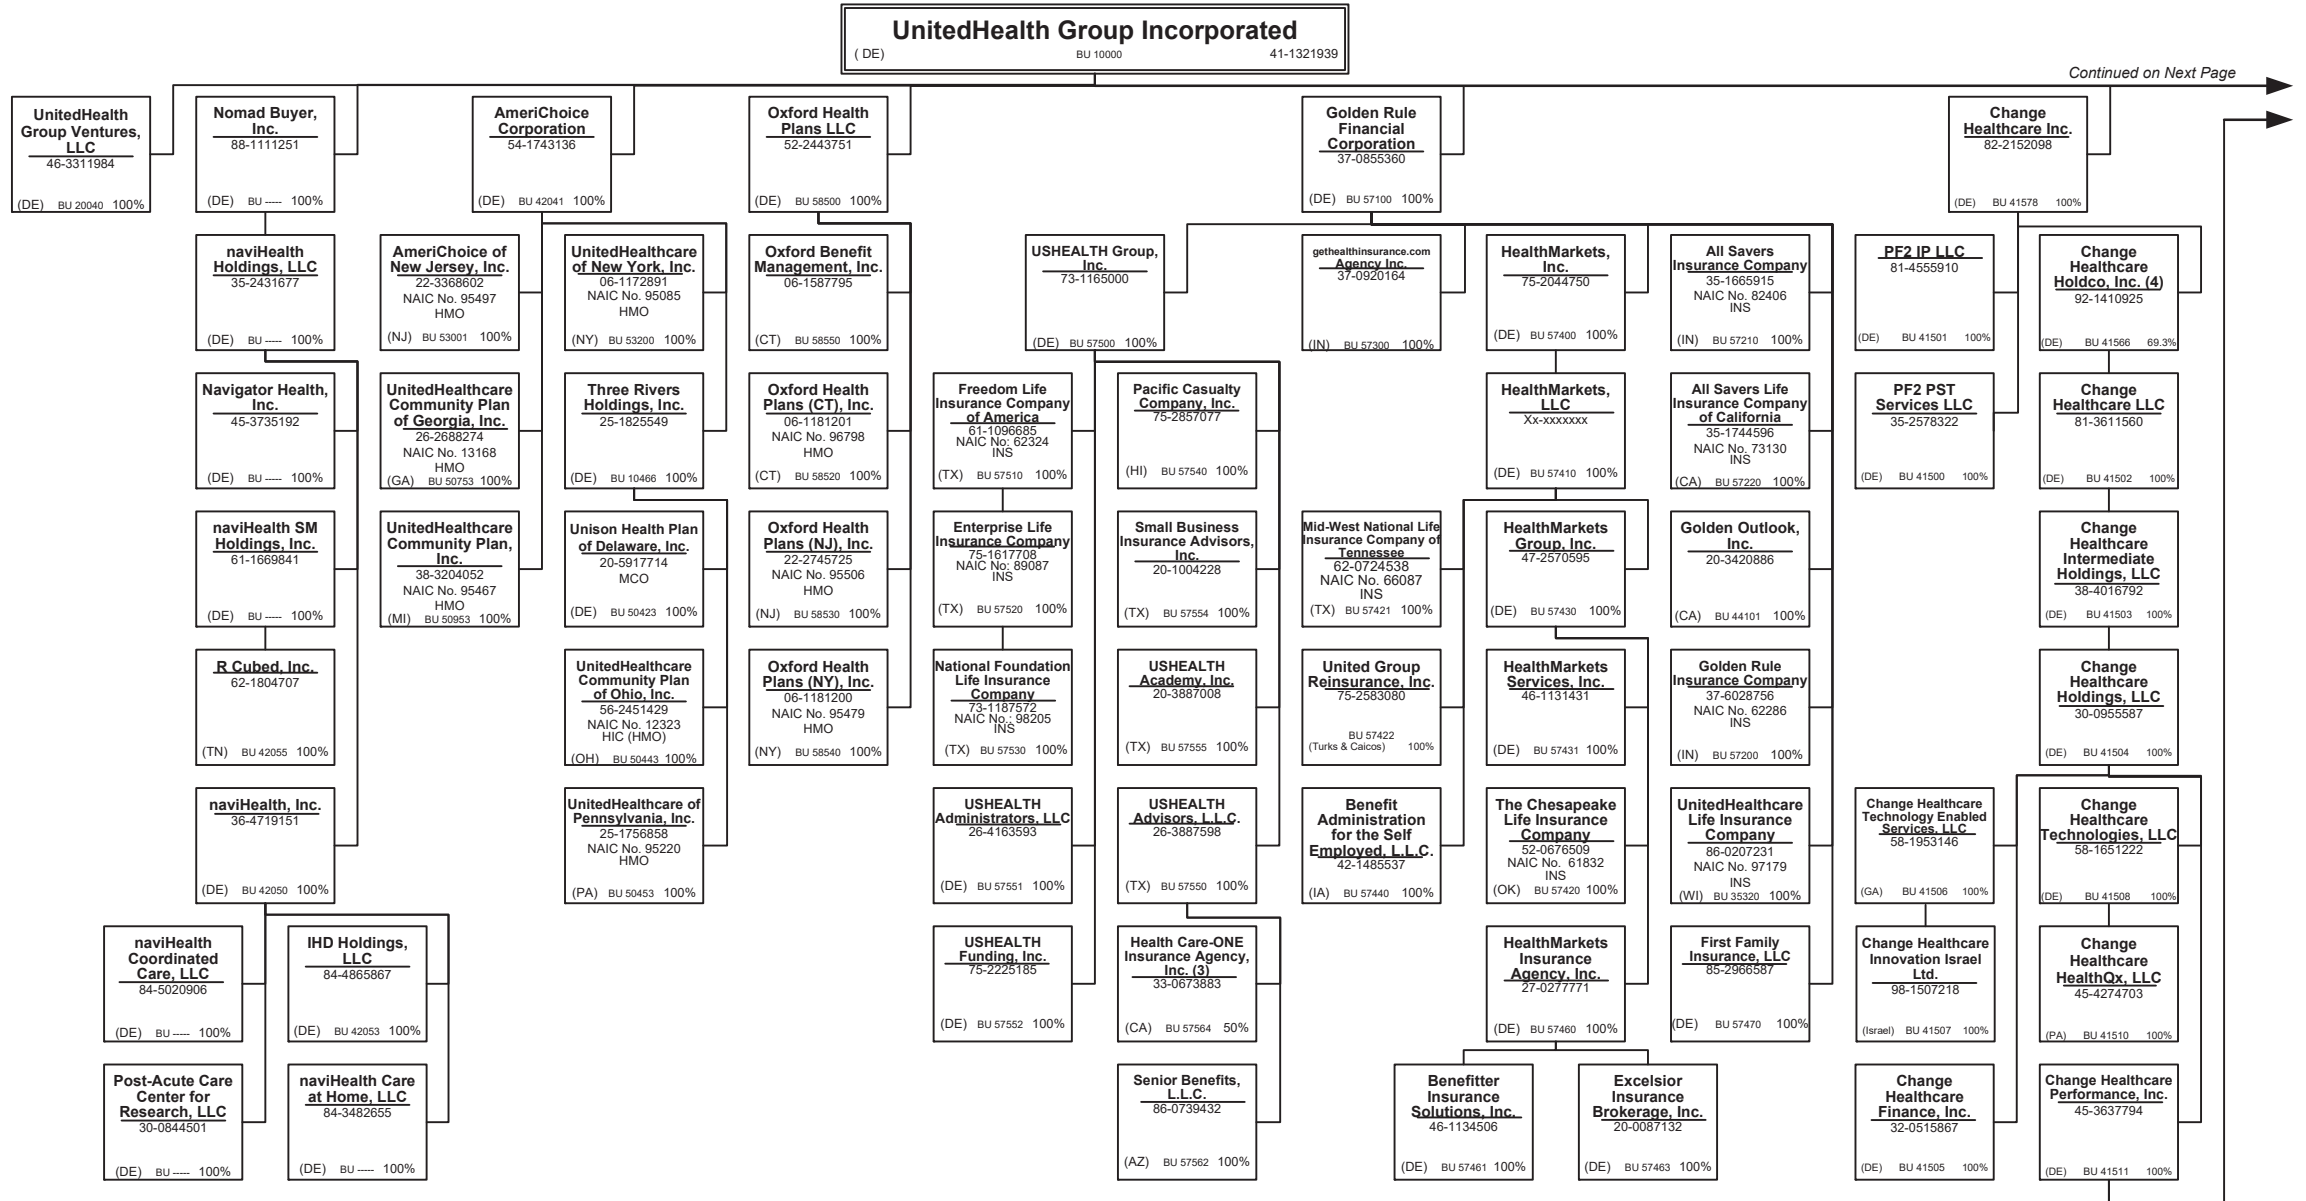 UnitedHealth Group Incorporated
( DE) BU 10000 41-1321939
Continued on Next Page
UnitedHealth
Group Ventures,
LLC
46-3311984
(DE) BU 20040 100%
Nomad Buyer,
Inc.
88-1111251
(DE) BU ----- 100%
AmeriChoice
Corporation
54-1743136
(DE) BU 42041 100%
Oxford Health
Plans LLC
52-2443751
(DE) BU 58500 100%
Golden Rule
Financial
Corporation
37-0855360
(DE) BU 57100 100%
Change
Healthcare Inc.
82-2152098
(DE) BU 41578 100%
naviHealth
Holdings, LLC
35-2431677
(DE) BU ----- 100%
AmeriChoice of
New Jersey, Inc.
22-3368602
NAIC No. 95497
HMO
(NJ) BU 53001 100%
UnitedHealthcare
of New York, Inc.
06-1172891
NAIC No. 95085
HMO
(NY) BU 53200 100%
Oxford Benefit
Management, Inc.
06-1587795
(CT) BU 58550 100%
USHEALTH Group,
Inc.
73-1165000
(DE) BU 57500 100%
gethealthinsurance.com
Agency Inc.
37-0920164
(IN) BU 57300 100%
HealthMarkets,
Inc.
75-2044750
(DE) BU 57400 100%
All Savers
Insurance Company
35-1665915
NAIC No. 82406
INS
(IN) BU 57210 100%
PF2 IP LLC
81-4555910
(DE) BU 41501 100%
Change
Healthcare
Holdco, Inc. (4)
92-1410925
(DE) BU 41566 69.3%
Navigator Health,
Inc.
45-3735192
(DE) BU ----- 100%
UnitedHealthcare
Community Plan
of Georgia, Inc.
26-2688274
NAIC No. 13168
HMO
(GA) BU 50753 100%
Three Rivers
Holdings, Inc.
25-1825549
(DE) BU 10466 100%
Oxford Health
Plans (CT), Inc.
06-1181201
NAIC No. 96798
HMO
(CT) BU 58520 100%
Freedom Life
Insurance Company
of America
61-1096685
NAIC No: 62324
INS
(TX) BU 57510 100%
Pacific Casualty
Company, Inc.
75-2857077
(HI) BU 57540 100%
HealthMarkets,
LLC
Xx-xxxxxxx
(DE) BU 57410 100%
All Savers Life
Insurance Company
of California
35-1744596
NAIC No. 73130
INS
(CA) BU 57220 100%
PF2 PST
Services LLC
35-2578322
(DE) BU 41500 100%
Change
Healthcare LLC
81-3611560
(DE) BU 41502 100%
naviHealth SM
Holdings, Inc.
61-1669841
(DE) BU ----- 100%
UnitedHealthcare
Community Plan,
Inc.
38-3204052
NAIC No. 95467
HMO
(MI) BU 50953 100%
Unison Health Plan
of Delaware, Inc.
20-5917714
MCO
(DE) BU 50423 100%
Oxford Health
Plans (NJ), Inc.
22-2745725
NAIC No. 95506
HMO
(NJ) BU 58530 100%
Enterprise Life
Insurance Company
75-1617708
NAIC No: 89087
INS
(TX) BU 57520 100%
Small Business
Insurance Advisors,
Inc.
20-1004228
(TX) BU 57554 100%
Mid-West National Life
Insurance Company of
Tennessee
62-0724538
NAIC No. 66087
INS
(TX) BU 57421 100%
HealthMarkets
Group, Inc.
47-2570595
(DE) BU 57430 100%
Golden Outlook,
Inc.
20-3420886
(CA) BU 44101 100%
Change
Healthcare
Intermediate
Holdings, LLC
38-4016792
(DE) BU 41503 100%
R Cubed, Inc.
62-1804707
(TN) BU 42055 100%
UnitedHealthcare
Community Plan
of Ohio, Inc.
56-2451429
NAIC No. 12323
HIC (HMO)
(OH) BU 50443 100%
Oxford Health
Plans (NY), Inc.
06-1181200
NAIC No. 95479
HMO
(NY) BU 58540 100%
National Foundation
Life Insurance
Company
73-1187572
NAIC No.: 98205
INS
(TX) BU 57530 100%
USHEALTH
Academy, Inc.
20-3887008
(TX) BU 57555 100%
United Group
Reinsurance, Inc.
75-2583080
BU 57422
(Turks & Caicos) 100%
HealthMarkets
Services, Inc.
46-1131431
(DE) BU 57431 100%
Golden Rule
Insurance Company
37-6028756
NAIC No. 62286
INS
(IN) BU 57200 100%
Change
Healthcare
Holdings, LLC
30-0955587
(DE) BU 41504 100%
naviHealth, Inc.
36-4719151
(DE) BU 42050 100%
UnitedHealthcare of
Pennsylvania, Inc.
25-1756858
NAIC No. 95220
HMO
(PA) BU 50453 100%
USHEALTH
Administrators, LLC
26-4163593
(DE) BU 57551 100%
USHEALTH
Advisors, L.L.C.
26-3887598
(TX) BU 57550 100%
Benefit
Administration
for the Self
Employed, L.L.C.
42-1485537
(IA) BU 57440 100%
The Chesapeake
Life Insurance
Company
52-0676509
NAIC No. 61832
INS
(OK) BU 57420 100%
UnitedHealthcare
Life Insurance
Company
86-0207231
NAIC No. 97179
INS
(WI) BU 35320 100%
Change Healthcare
Technology Enabled
Services, LLC
58-1953146
(GA) BU 41506 100%
Change
Healthcare
Technologies, LLC
58-1651222
(DE) BU 41508 100%
naviHealth
Coordinated
Care, LLC
84-5020906
(DE) BU ----- 100%
IHD Holdings,
LLC
84-4865867
(DE) BU 42053 100%
USHEALTH
Funding, Inc.
75-2225185
(DE) BU 57552 100%
Health Care-ONE
Insurance Agency,
Inc. (3)
33-0673883
(CA) BU 57564 50%
HealthMarkets
Insurance
Agency, Inc.
27-0277771
(DE) BU 57460 100%
First Family
Insurance, LLC
85-2966587
(DE) BU 57470 100%
Change Healthcare
Innovation Israel
Ltd.
98-1507218
(Israel) BU 41507 100%
Change
Healthcare
HealthQx, LLC
45-4274703
(PA) BU 41510 100%
Post-Acute Care
Center for
Research, LLC
30-0844501
(DE) BU ----- 100%
naviHealth Care
at Home, LLC
84-3482655
(DE) BU ----- 100%
Senior Benefits,
L.L.C.
86-0739432
(AZ) BU 57562 100%
Benefitter
Insurance
Solutions, Inc.
46-1134506
(DE) BU 57461 100%
Excelsior
Insurance
Brokerage, Inc.
20-0087132
(DE) BU 57463 100%
Change
Healthcare
Finance, Inc.
32-0515867
(DE) BU 41505 100%
Change Healthcare
Performance, Inc.
45-3637794
(DE) BU 41511 100%